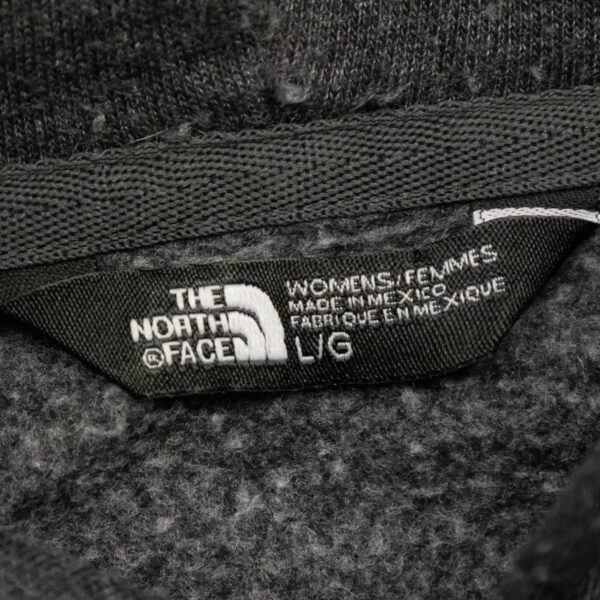 THE
NORTH
FACE
WOMENS/FEMMES
MADE IN MEXICO
FABRIQUE EN MEXIQUE
L/G